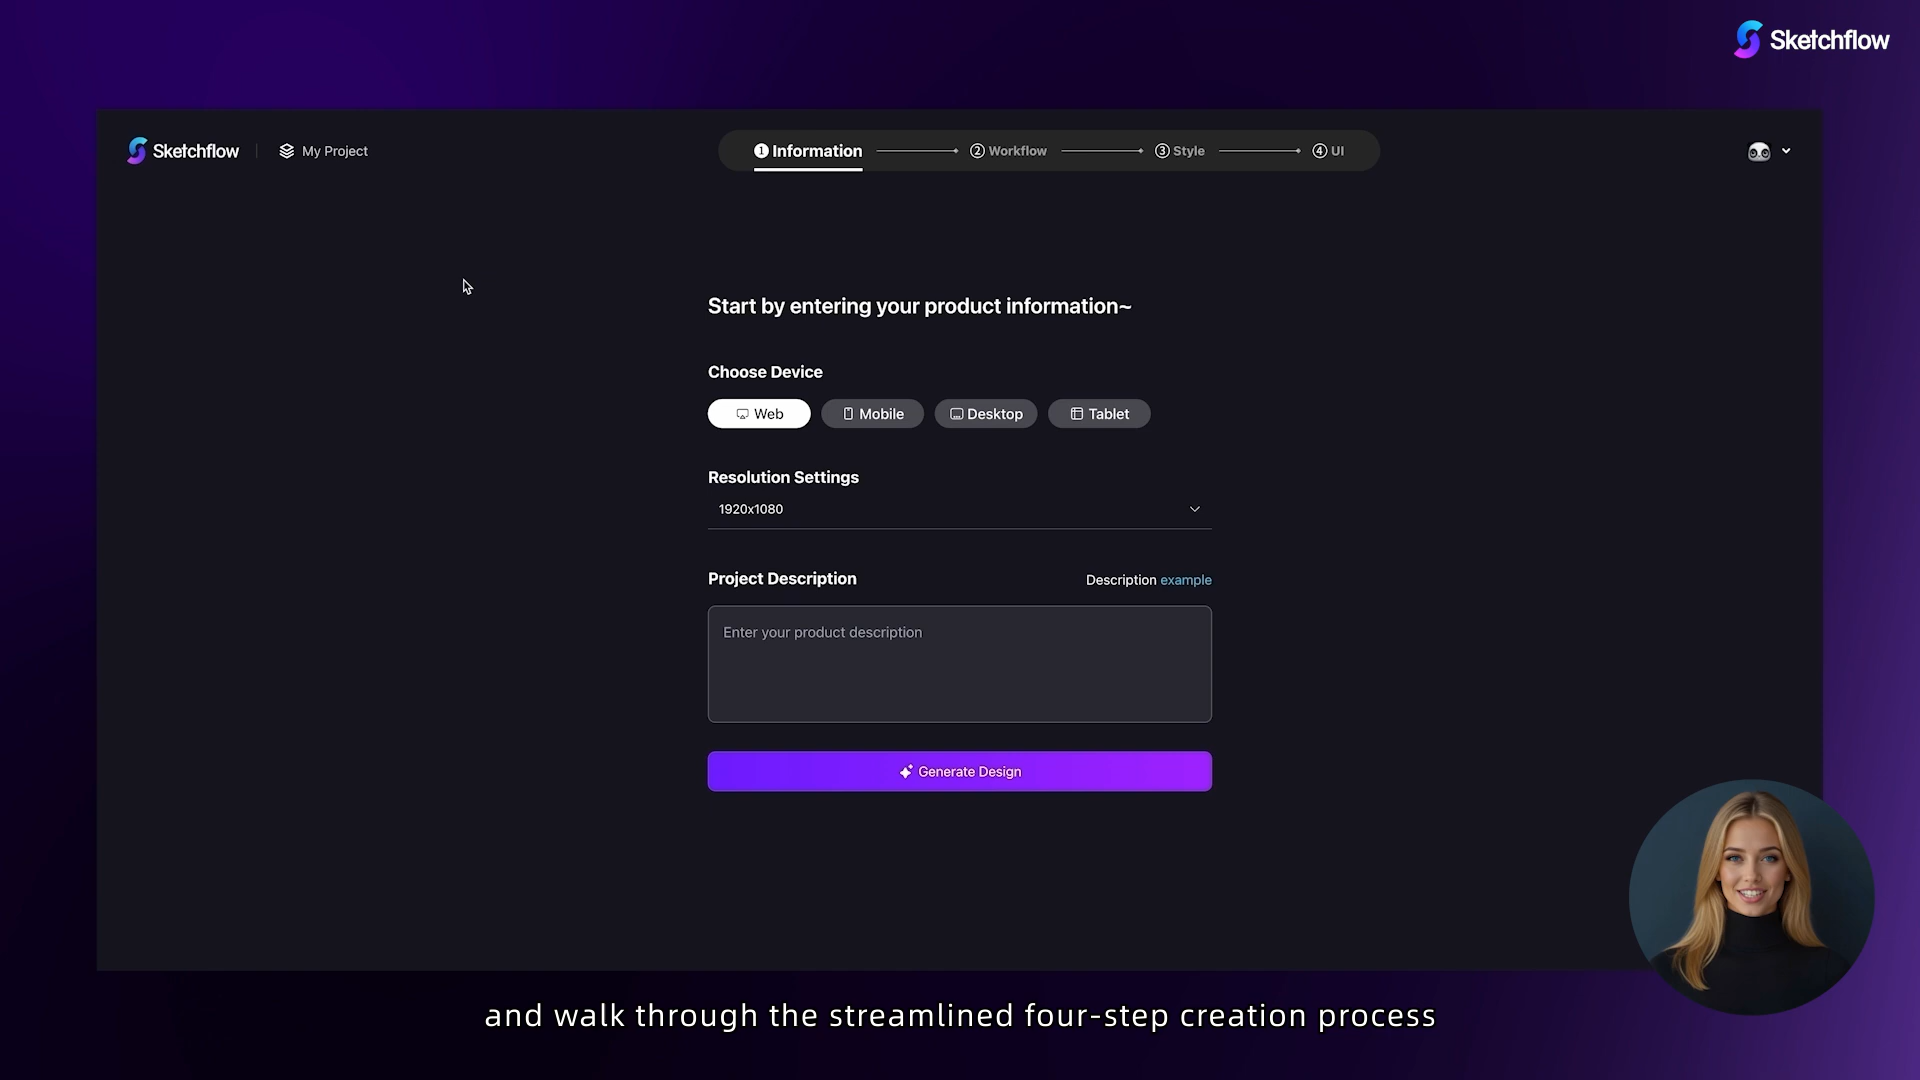 Sketchflow
Sketchflow
My Project
1 Information
2 Workflow
3 Style
4 UI
Start by entering your product information~
Choose Device
Web
Mobile
Desktop
Tablet
Resolution Settings
1920x1080
Project Description
Description example
Enter your product description
Generate Design
and walk through the streamlined four-step creation process